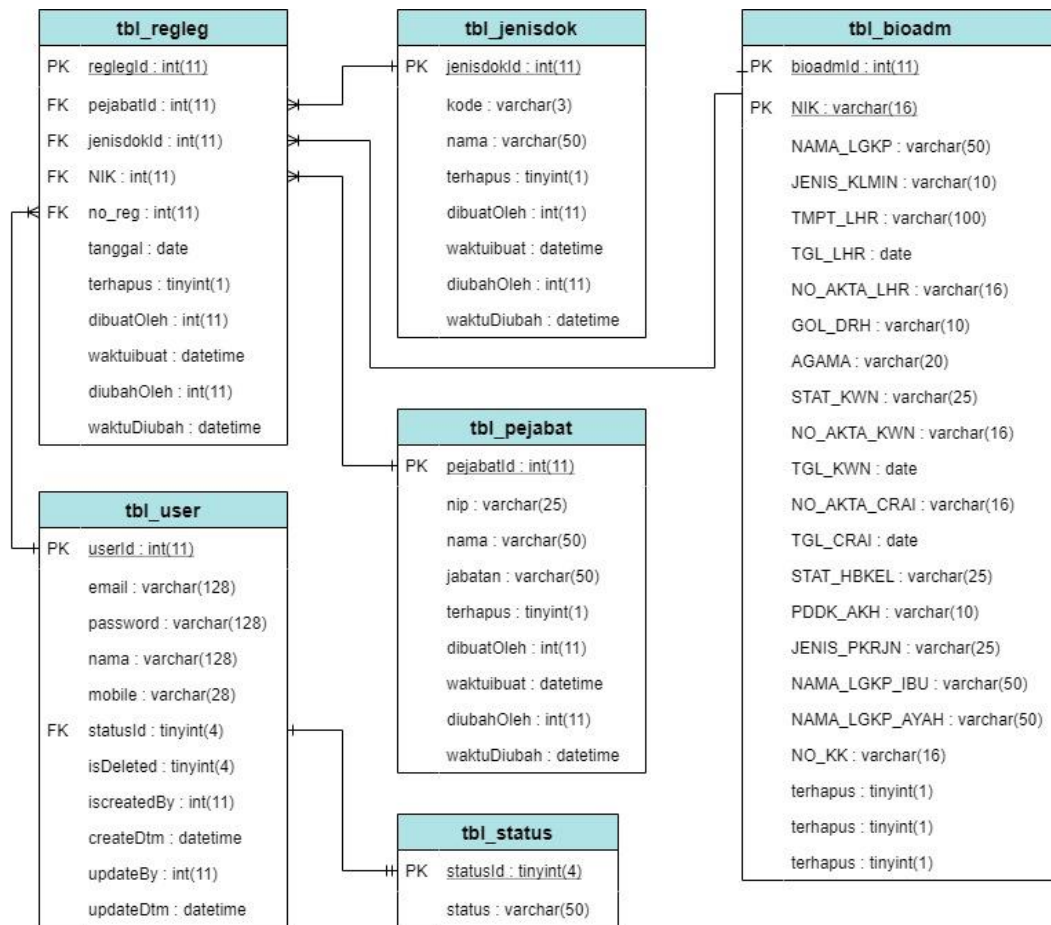 tbl_regleg
PK reglegId : int(11)
FK pejabatId : int(11)
FK jenisdokId : int(11)
FK NIK : int(11)
FK no_reg : int(11)
tanggal : date
terhapus : tinyint(1)
dibuatOleh : int(11)
waktuibuat : datetime
diubahOleh : int(11)
waktuDiubah : datetime
tbl_user
PK userId : int(11)
email : varchar(128)
password : varchar(128)
nama : varchar(128)
mobile : varchar(28)
FK statusId : tinyint(4)
isDeleted : tinyint(4)
iscreatedBy : int(11)
createDtm : datetime
updateBy : int(11)
updateDtm : datetime
tbl_jenisdok
PK jenisdokId : int(11)
kode : varchar(3)
nama : varchar(50)
terhapus : tinyint(1)
dibuatOleh : int(11)
waktuibuat : datetime
diubahOleh : int(11)
waktuDiubah : datetime
tbl_pejabat
PK pejabatId : int(11)
nip : varchar(25)
nama : varchar(50)
jabatan : varchar(50)
terhapus : tinyint(1)
dibuatOleh : int(11)
waktuibuat : datetime
diubahOleh : int(11)
waktuDiubah : datetime
tbl_status
PK statusId : tinyint(4)
status : varchar(50)
tbl_bioadm
PK bioadmId : int(11)
PK NIK : varchar(16)
NAMA_LGKP : varchar(50)
JENIS_KLMIN : varchar(10)
TMPT_LHR : varchar(100)
TGL_LHR : date
NO_AKTA_LHR : varchar(16)
GOL_DRH : varchar(10)
AGAMA : varchar(20)
STAT_KWN : varchar(25)
NO_AKTA_KWN : varchar(16)
TGL_KWN : date
NO_AKTA_CRAI : varchar(16)
TGL_CRAI : date
STAT_HBKEL : varchar(25)
PDDK_AKH : varchar(10)
JENIS_PKRJN : varchar(25)
NAMA_LGKP_IBU : varchar(50)
NAMA_LGKP_AYAH : varchar(50)
NO_KK : varchar(16)
terhapus : tinyint(1)
terhapus : tinyint(1)
terhapus : tinyint(1)